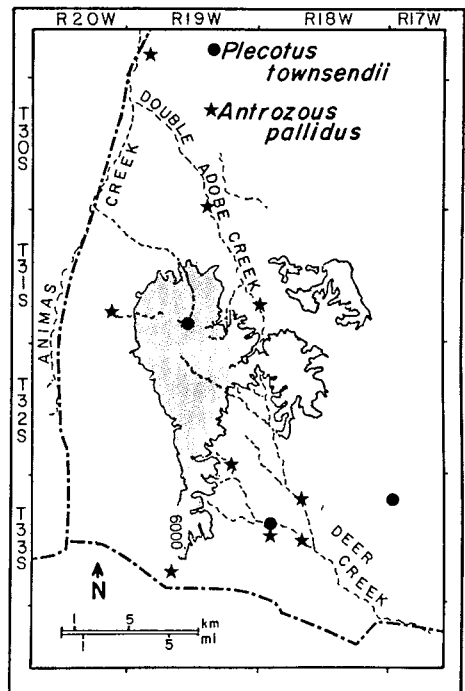 R20W R19W R18W R17W
Plecotus
townsendii
Antrozous
pallidus
T30S
T31S
T32S
T33S
DOUBLE ADOBE CREEK
ANIMAS CREEK
DEER
CREEK
6000
N
1 5 km
1 5 mi